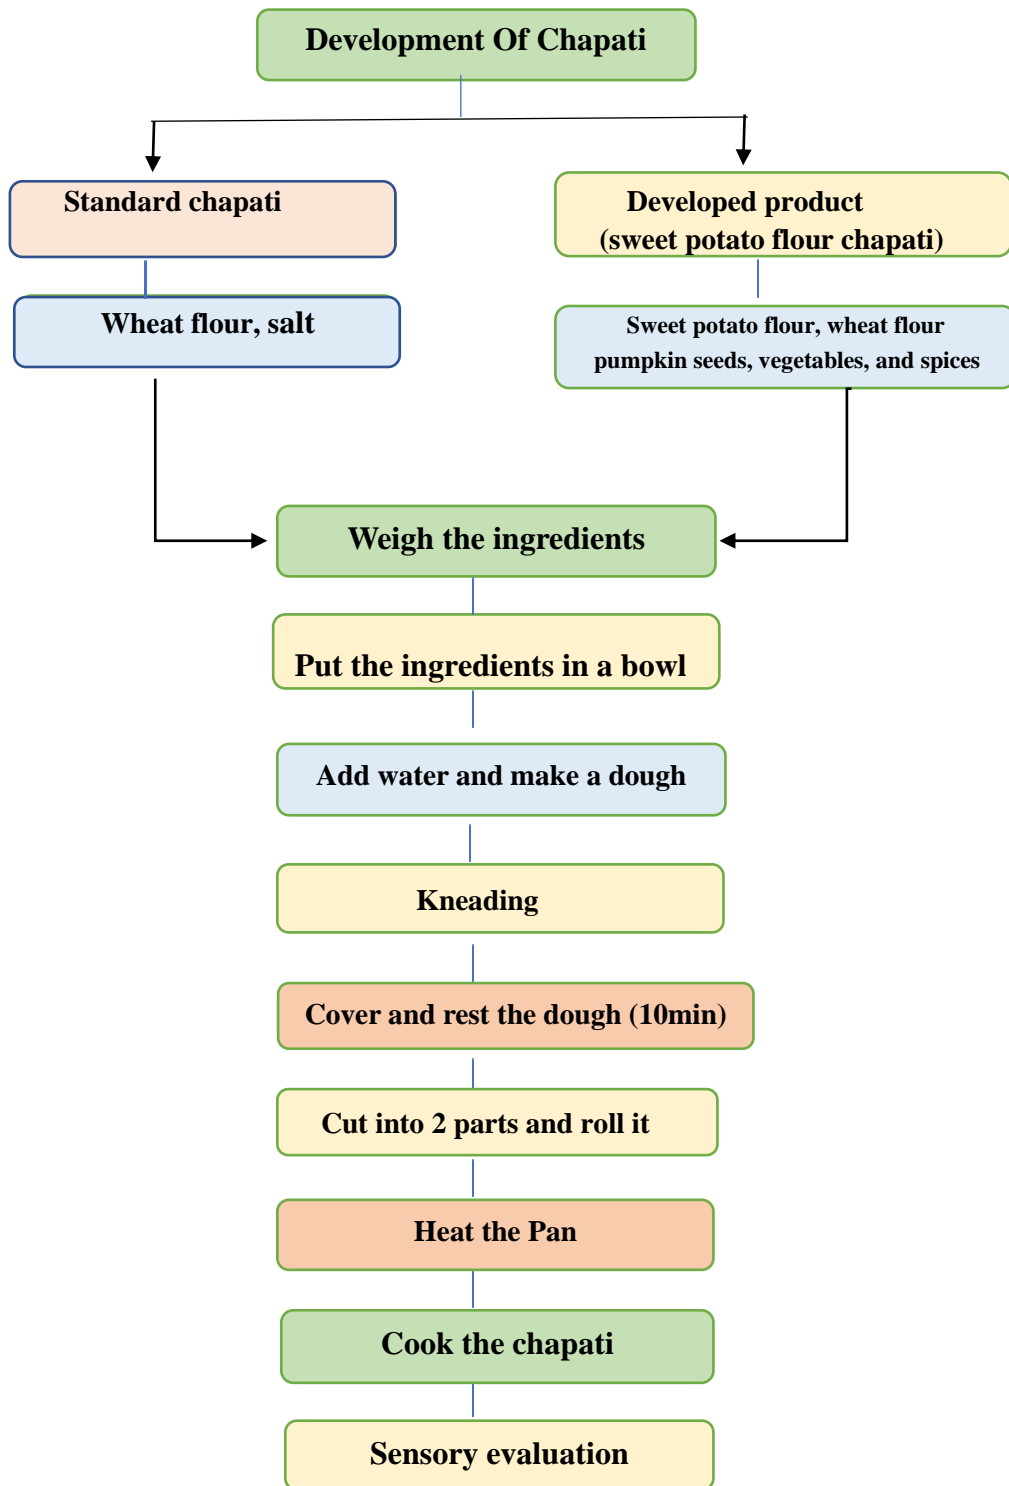 Development Of Chapati
Standard chapati
Developed product
(sweet potato flour chapati)
Wheat flour, salt
Sweet potato flour, wheat flour
pumpkin seeds, vegetables, and spices
Weigh the ingredients
Put the ingredients in a bowl
Add water and make a dough
Kneading
Cover and rest the dough (10min)
Cut into 2 parts and roll it
Heat the Pan
Cook the chapati
Sensory evaluation